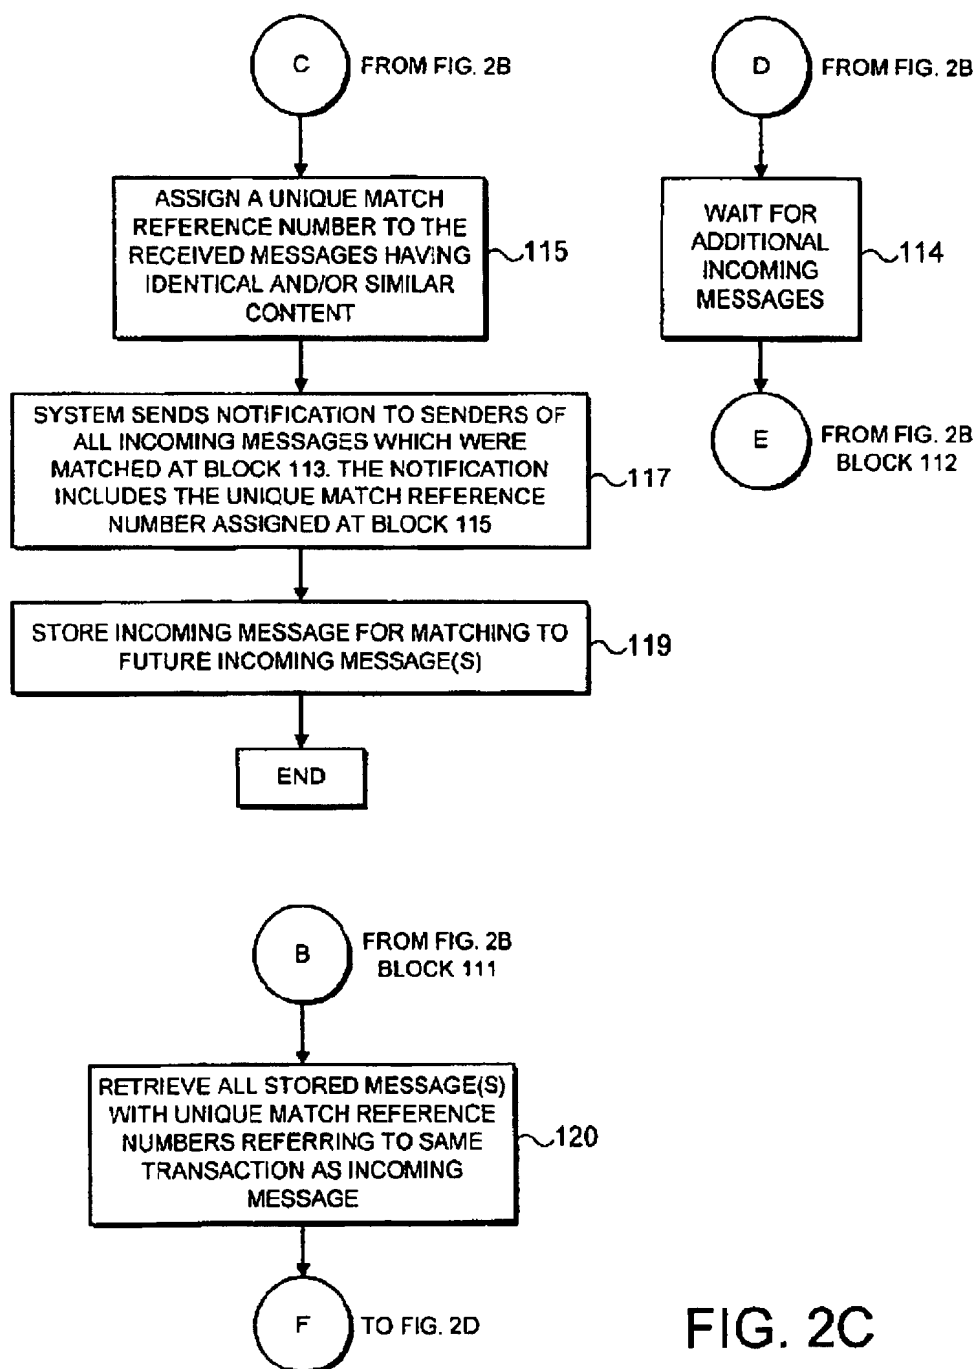 C
FROM FIG. 2B
ASSIGN A UNIQUE MATCH
REFERENCE NUMBER TO THE
RECEIVED MESSAGES HAVING
IDENTICAL AND/OR SIMILAR
CONTENT
115
SYSTEM SENDS NOTIFICATION TO SENDERS OF
ALL INCOMING MESSAGES WHICH WERE
MATCHED AT BLOCK 113. THE NOTIFICATION
INCLUDES THE UNIQUE MATCH REFERENCE
NUMBER ASSIGNED AT BLOCK 115
117
STORE INCOMING MESSAGE FOR MATCHING TO
FUTURE INCOMING MESSAGE(S)
119
END
D
FROM FIG. 2B
WAIT FOR
ADDITIONAL
INCOMING
MESSAGES
114
E
FROM FIG. 2B
BLOCK 112
B
FROM FIG. 2B
BLOCK 111
RETRIEVE ALL STORED MESSAGE(S)
WITH UNIQUE MATCH REFERENCE
NUMBERS REFERRING TO SAME
TRANSACTION AS INCOMING
MESSAGE
120
F
TO FIG. 2D
FIG. 2C